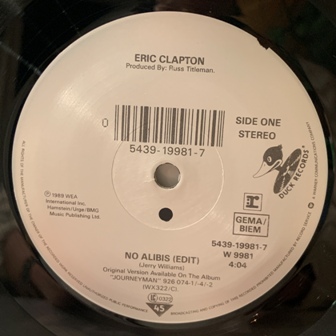 ERIC CLAPTON
Produced By: Russ Titleman.
0
5439-19981-7
SIDE ONE
STEREO
DUCK RECORDS
℗ 1989 WEA
International Inc.
Hamstein/Urge/BMG
Music Publishing Ltd.
GEMA/
BIEM
5439-19981-7
W 9981
4:04
NO ALIBIS (EDIT)
(Jerry Williams)
Original Version Available On The Album
"JOURNEYMAN" 926 074-1/-4/-2
(WX322/C).
45